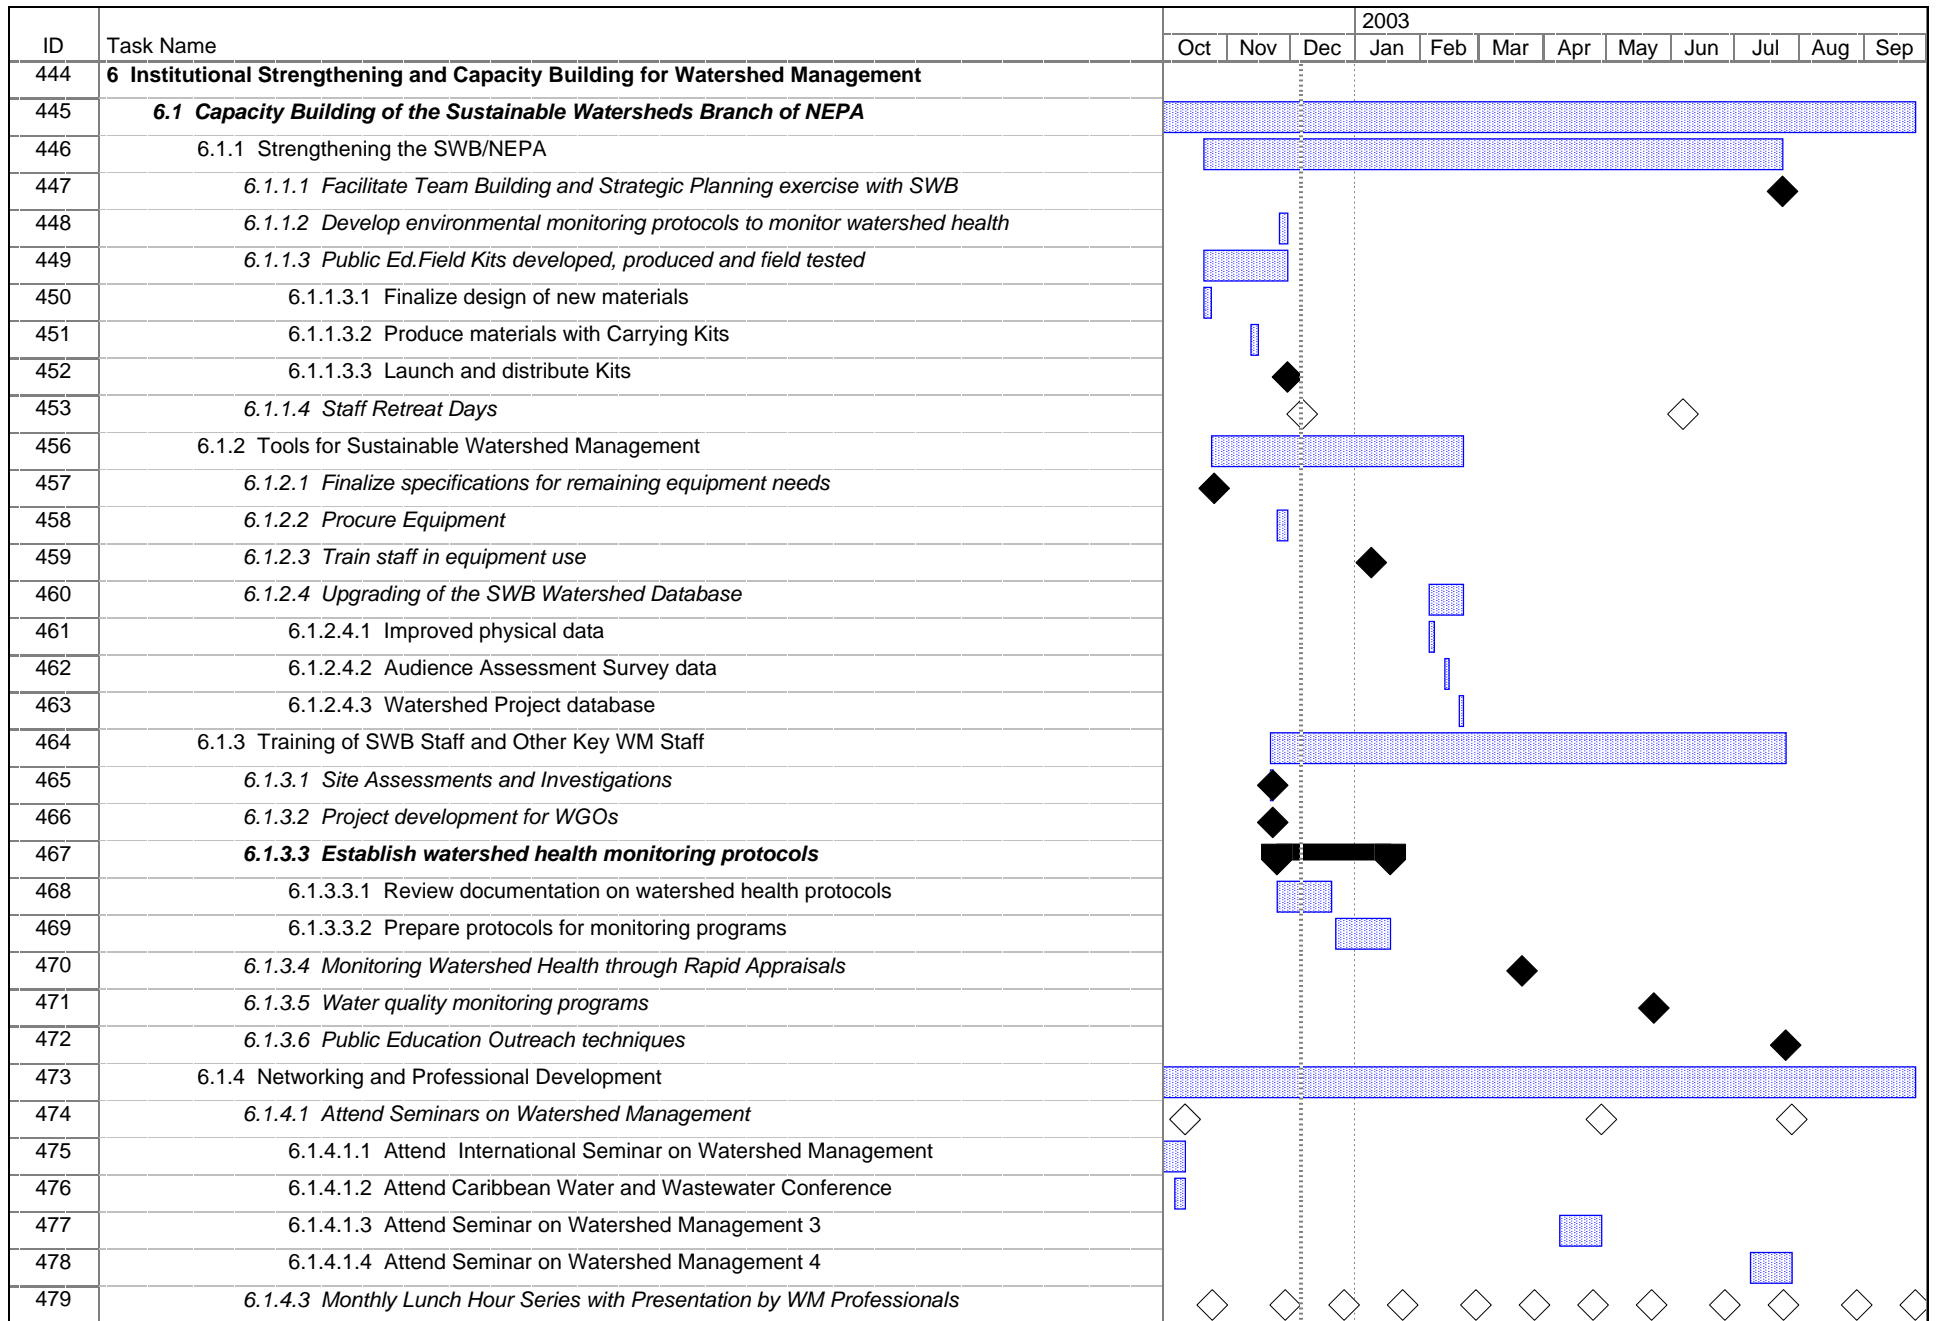 2003
ID Task Name Oct Nov Dec Jan Feb Mar Apr May Jun Jul Aug Sep
444 6 Institutional Strengthening and Capacity Building for Watershed Management
445 6.1 Capacity Building of the Sustainable Watersheds Branch of NEPA
446 6.1.1 Strengthening the SWB/NEPA
447 6.1.1.1 Facilitate Team Building and Strategic Planning exercise with SWB
448 6.1.1.2 Develop environmental monitoring protocols to monitor watershed health
449 6.1.1.3 Public Ed.Field Kits developed, produced and field tested
450 6.1.1.3.1 Finalize design of new materials
451 6.1.1.3.2 Produce materials with Carrying Kits
452 6.1.1.3.3 Launch and distribute Kits
453 6.1.1.4 Staff Retreat Days
456 6.1.2 Tools for Sustainable Watershed Management
457 6.1.2.1 Finalize specifications for remaining equipment needs
458 6.1.2.2 Procure Equipment
459 6.1.2.3 Train staff in equipment use
460 6.1.2.4 Upgrading of the SWB Watershed Database
461 6.1.2.4.1 Improved physical data
462 6.1.2.4.2 Audience Assessment Survey data
463 6.1.2.4.3 Watershed Project database
464 6.1.3 Training of SWB Staff and Other Key WM Staff
465 6.1.3.1 Site Assessments and Investigations
466 6.1.3.2 Project development for WGOs
467 6.1.3.3 Establish watershed health monitoring protocols
468 6.1.3.3.1 Review documentation on watershed health protocols
469 6.1.3.3.2 Prepare protocols for monitoring programs
470 6.1.3.4 Monitoring Watershed Health through Rapid Appraisals
471 6.1.3.5 Water quality monitoring programs
472 6.1.3.6 Public Education Outreach techniques
473 6.1.4 Networking and Professional Development
474 6.1.4.1 Attend Seminars on Watershed Management
475 6.1.4.1.1 Attend International Seminar on Watershed Management
476 6.1.4.1.2 Attend Caribbean Water and Wastewater Conference
477 6.1.4.1.3 Attend Seminar on Watershed Management 3
478 6.1.4.1.4 Attend Seminar on Watershed Management 4
479 6.1.4.3 Monthly Lunch Hour Series with Presentation by WM Professionals